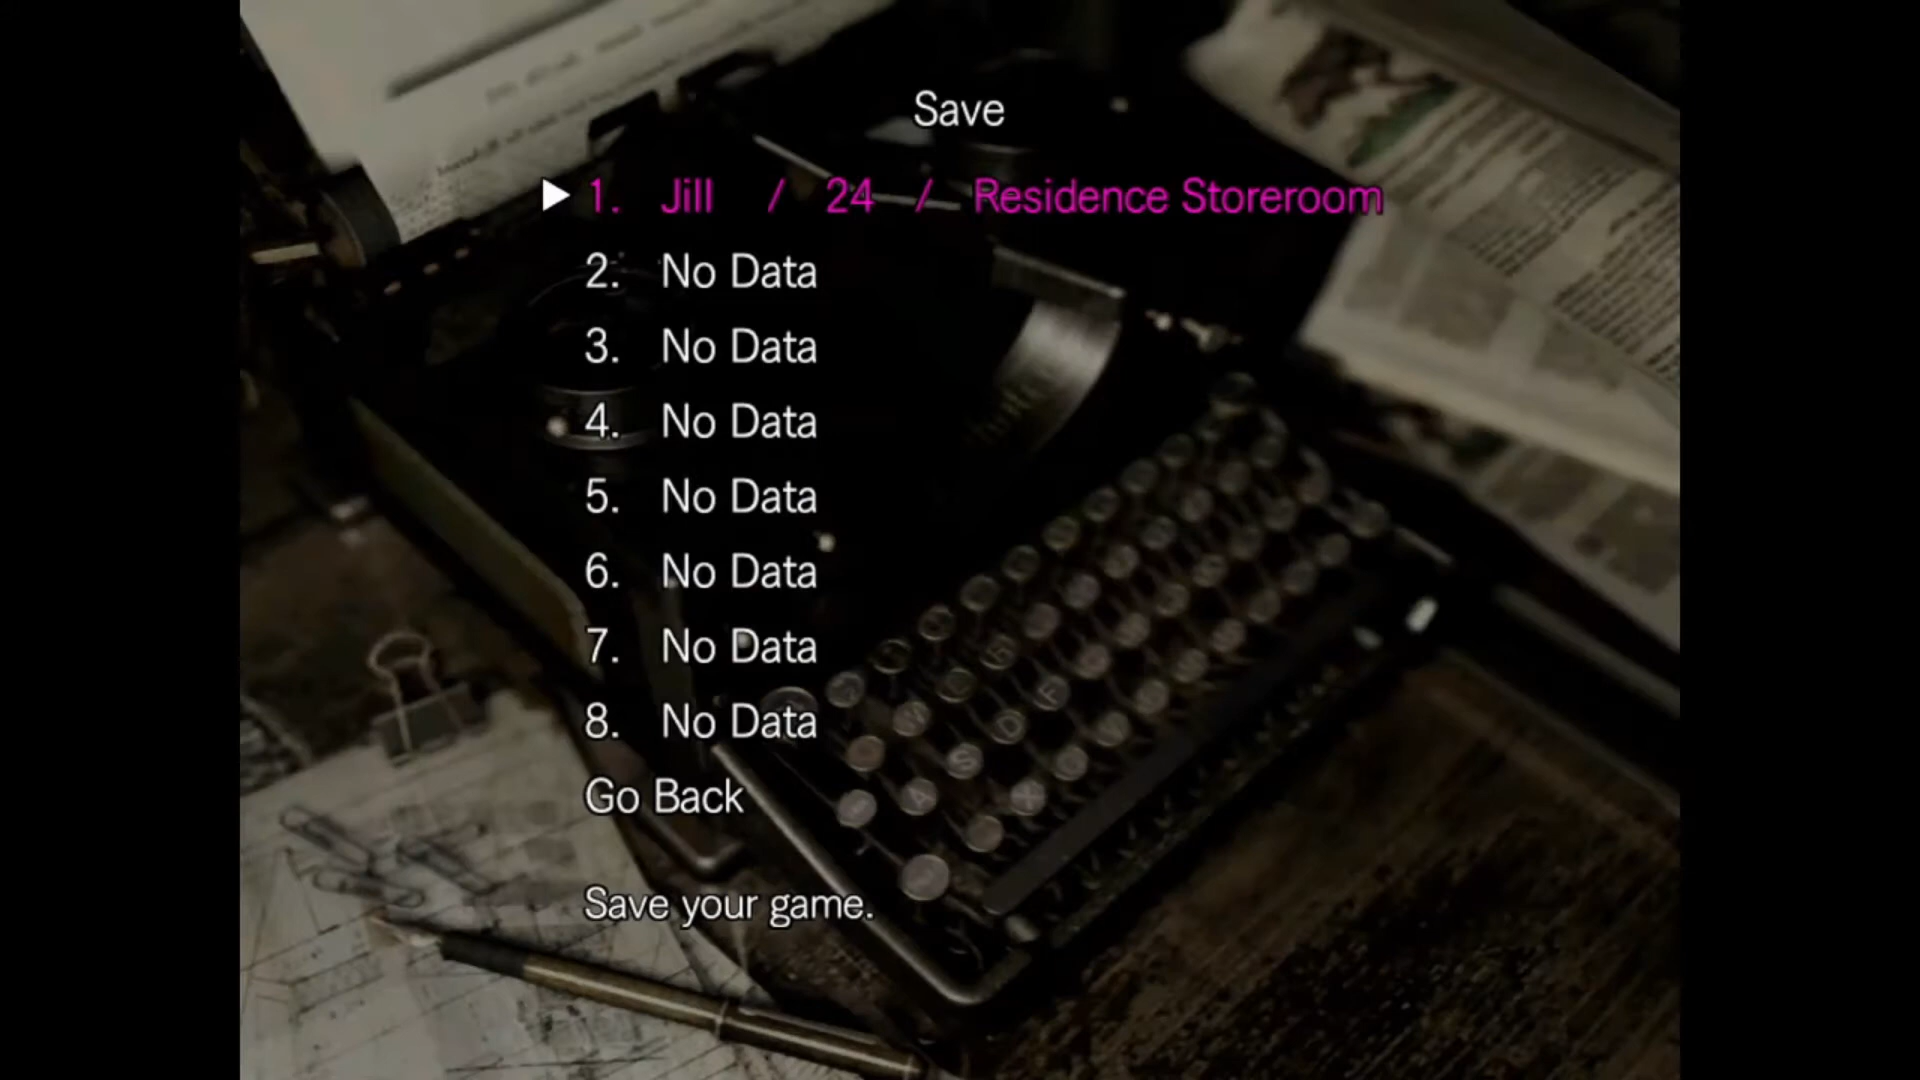 Save
1. Jill / 24 / Residence Storeroom
2. No Data
3. No Data
4. No Data
5. No Data
6. No Data
7. No Data
8. No Data
Go Back
Save your game.